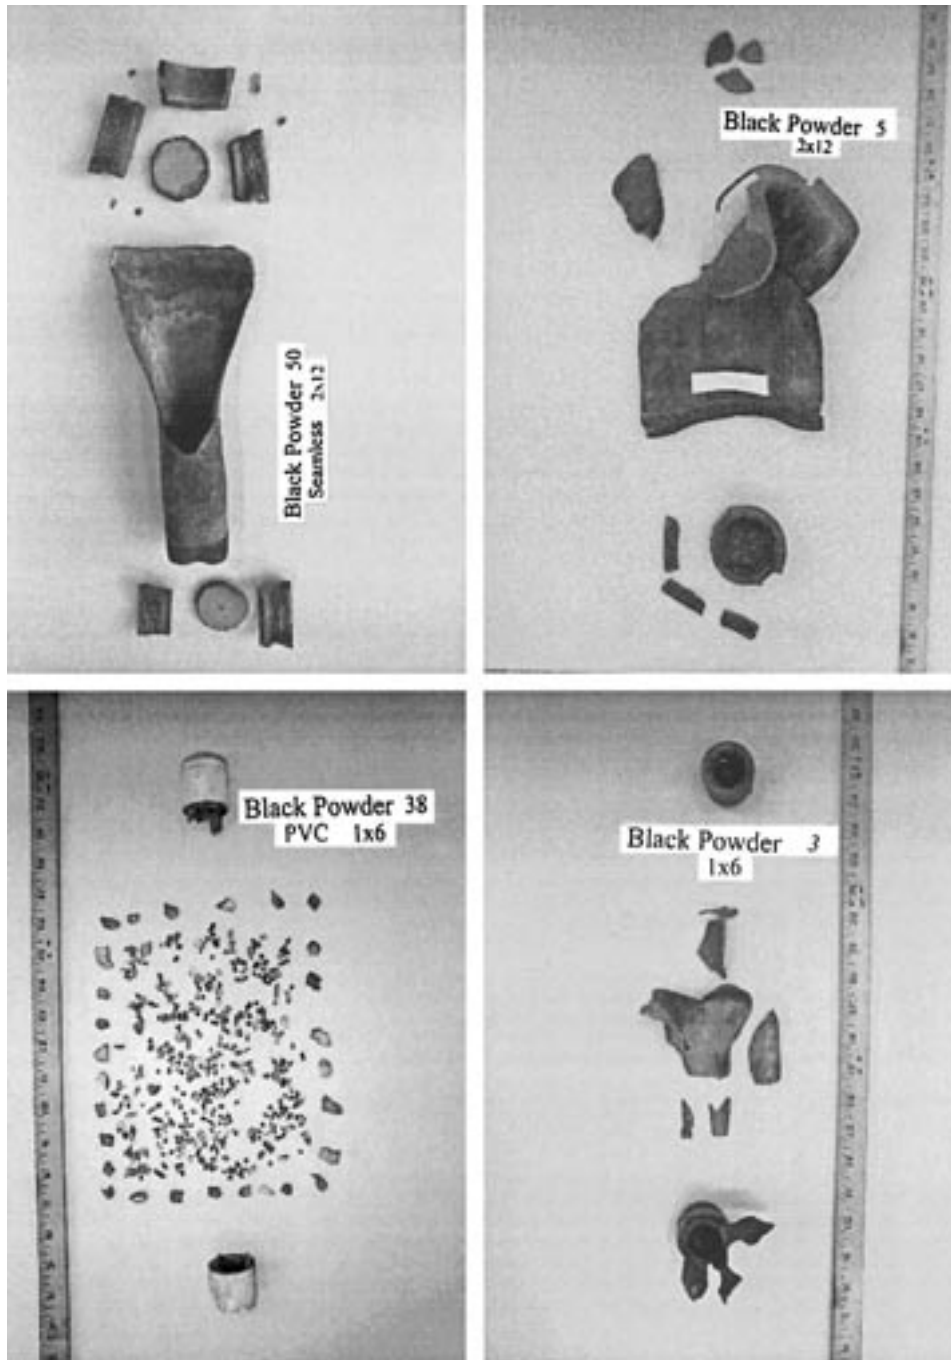 Black Powder 50
Seamless 2x12
Black Powder 5
2x12
Black Powder 38
PVC 1x6
Black Powder 3
1x6